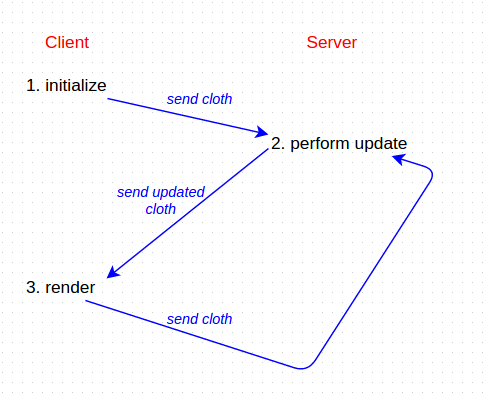 Client
Server
1. initialize
send cloth
2. perform update
send updated
cloth
3. render
send cloth